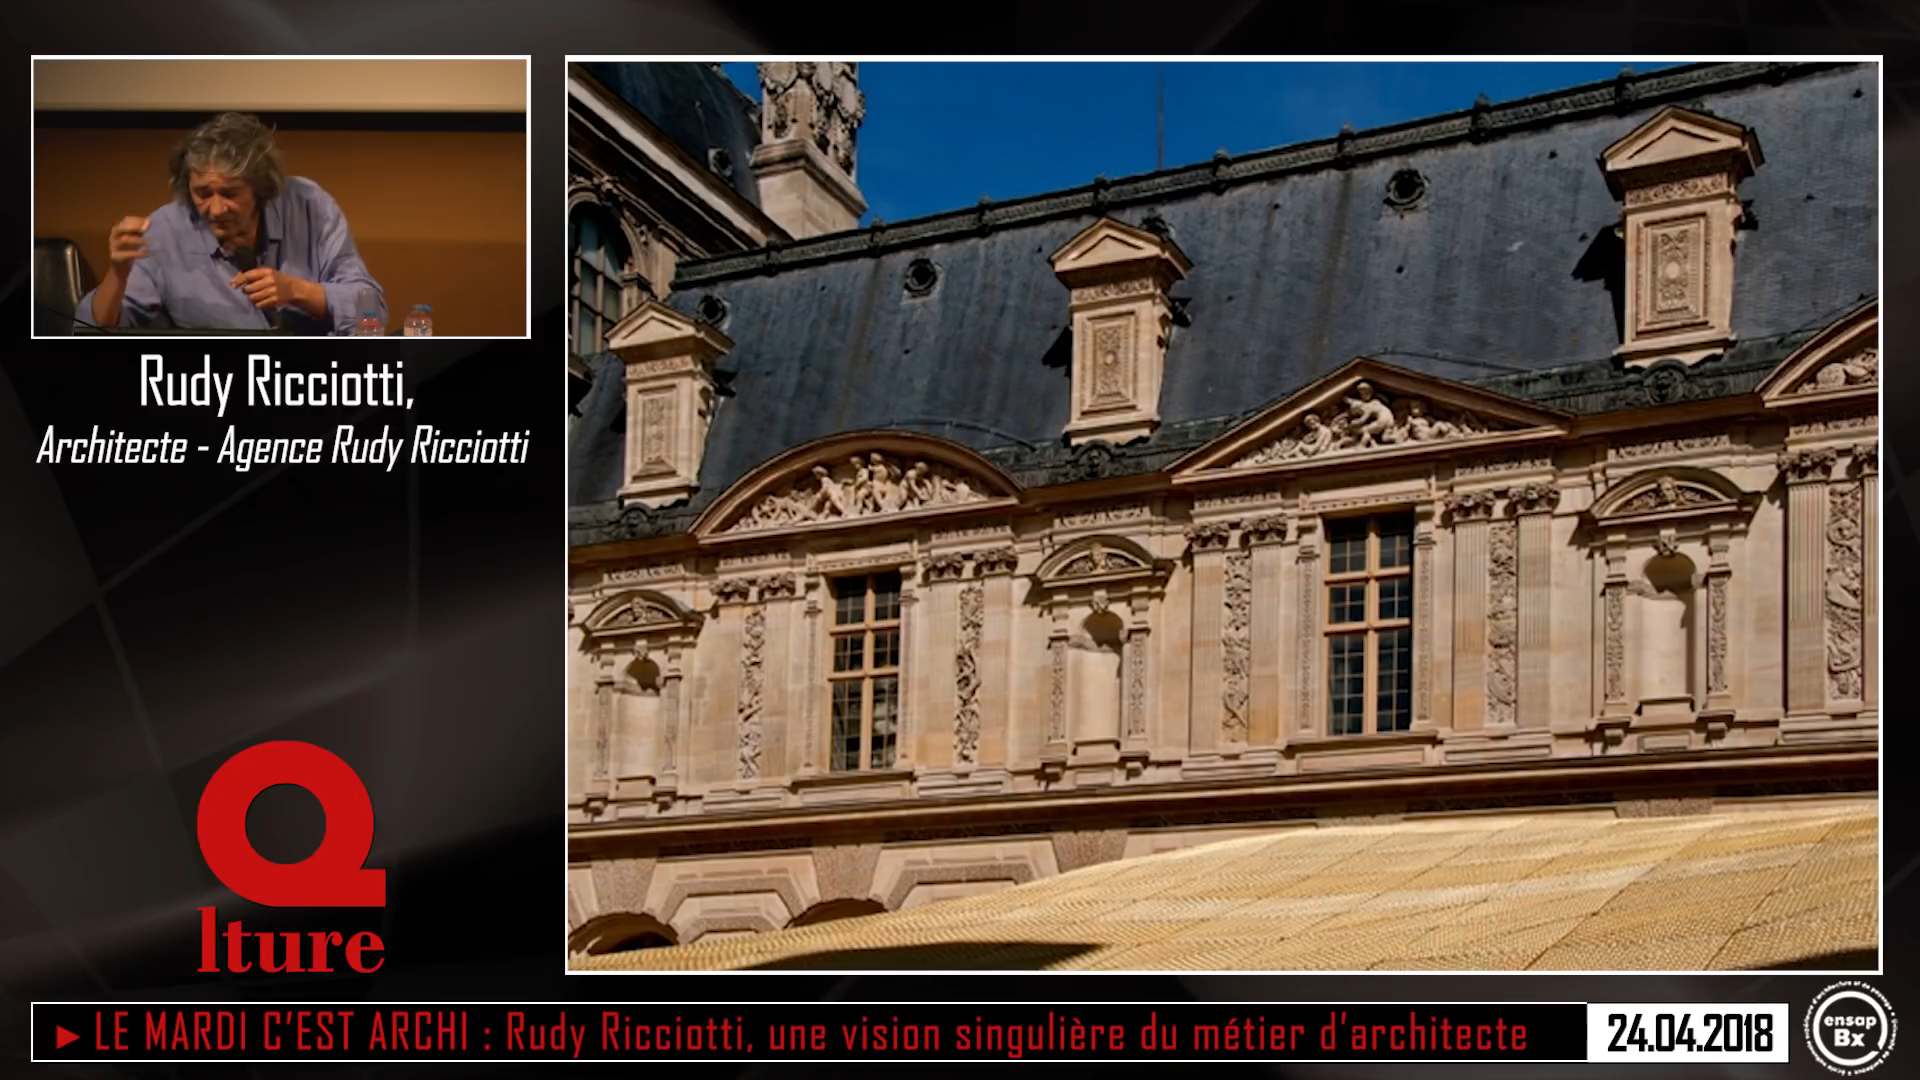 Rudy Ricciotti,
Architecte - Agence Rudy Ricciotti
Q
lture
► LE MARDI C'EST ARCHI : Rudy Ricciotti, une vision singulière du métier d'architecte
24.04.2018
ensap
Bx